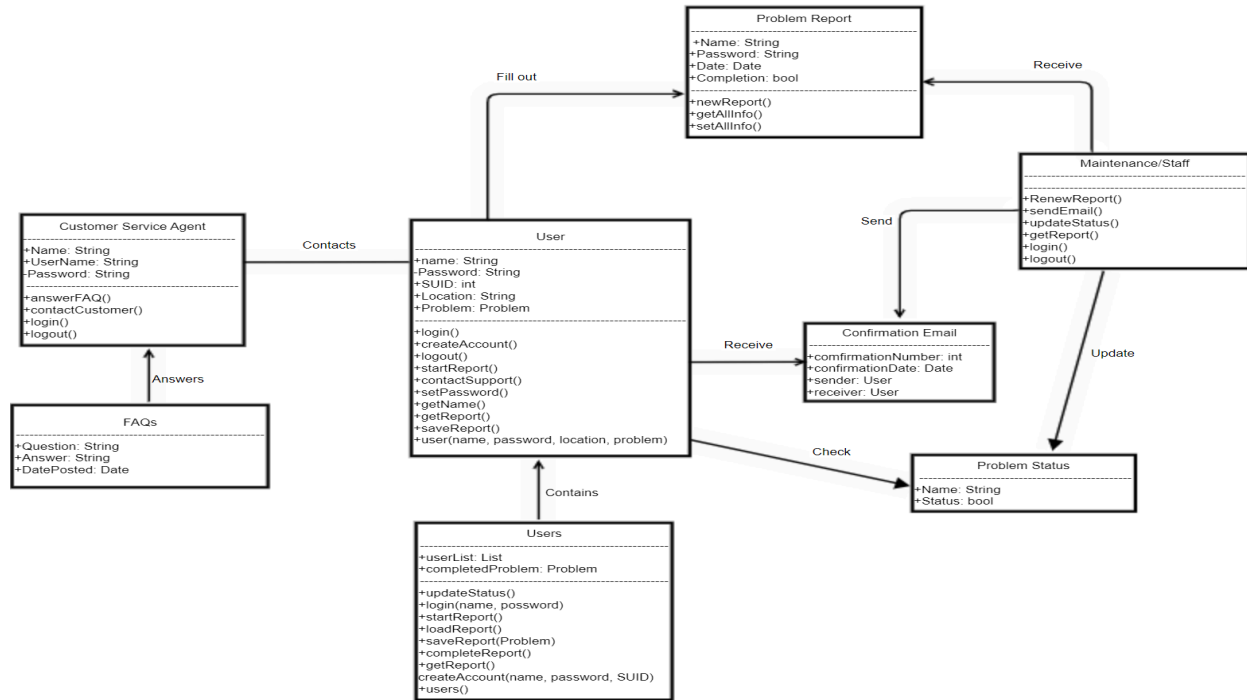 Problem Report
+Name: String
+Password: String
+Date: Date
+Completion: bool
+newReport()
+getAllInfo()
+setAllInfo()
Fill out
Receive
Maintenance/Staff
+RenewReport()
+sendEmail()
+updateStatus()
+getReport()
+login()
+logout()
Customer Service Agent
+Name: String
+UserName: String
-Password: String
+answerFAQ()
+contactCustomer()
+login()
+logout()
Contacts
User
+name: String
-Password: String
+SUID: int
+Location: String
+Problem: Problem
+login()
+createAccount()
+logout()
+startReport()
+contactSupport()
+setPassword()
+getName()
+getReport()
+saveReport()
+user(name, password, location, problem)
Send
Confirmation Email
+comfirmationNumber: int
+confirmationDate: Date
+sender: User
+receiver: User
Receive
Update
Answers
FAQs
+Question: String
+Answer: String
+DatePosted: Date
Check
Problem Status
+Name: String
+Status: bool
Contains
Users
+userList: List
+completedProblem: Problem
+updateStatus()
+login(name, possword)
+startReport()
+loadReport()
+saveReport(Problem)
+completeReport()
+getReport()
createAccount(name, password, SUID)
+users()